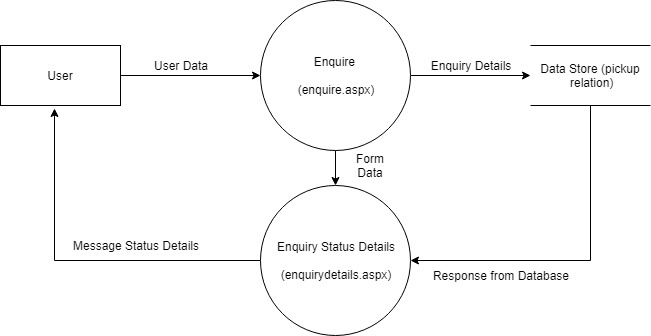 User
User Data
Enquire
(enquire.aspx)
Enquiry Details
Data Store (pickup
relation)
Form
Data
Enquiry Status Details
(enquirydetails.aspx)
Message Status Details
Response from Database